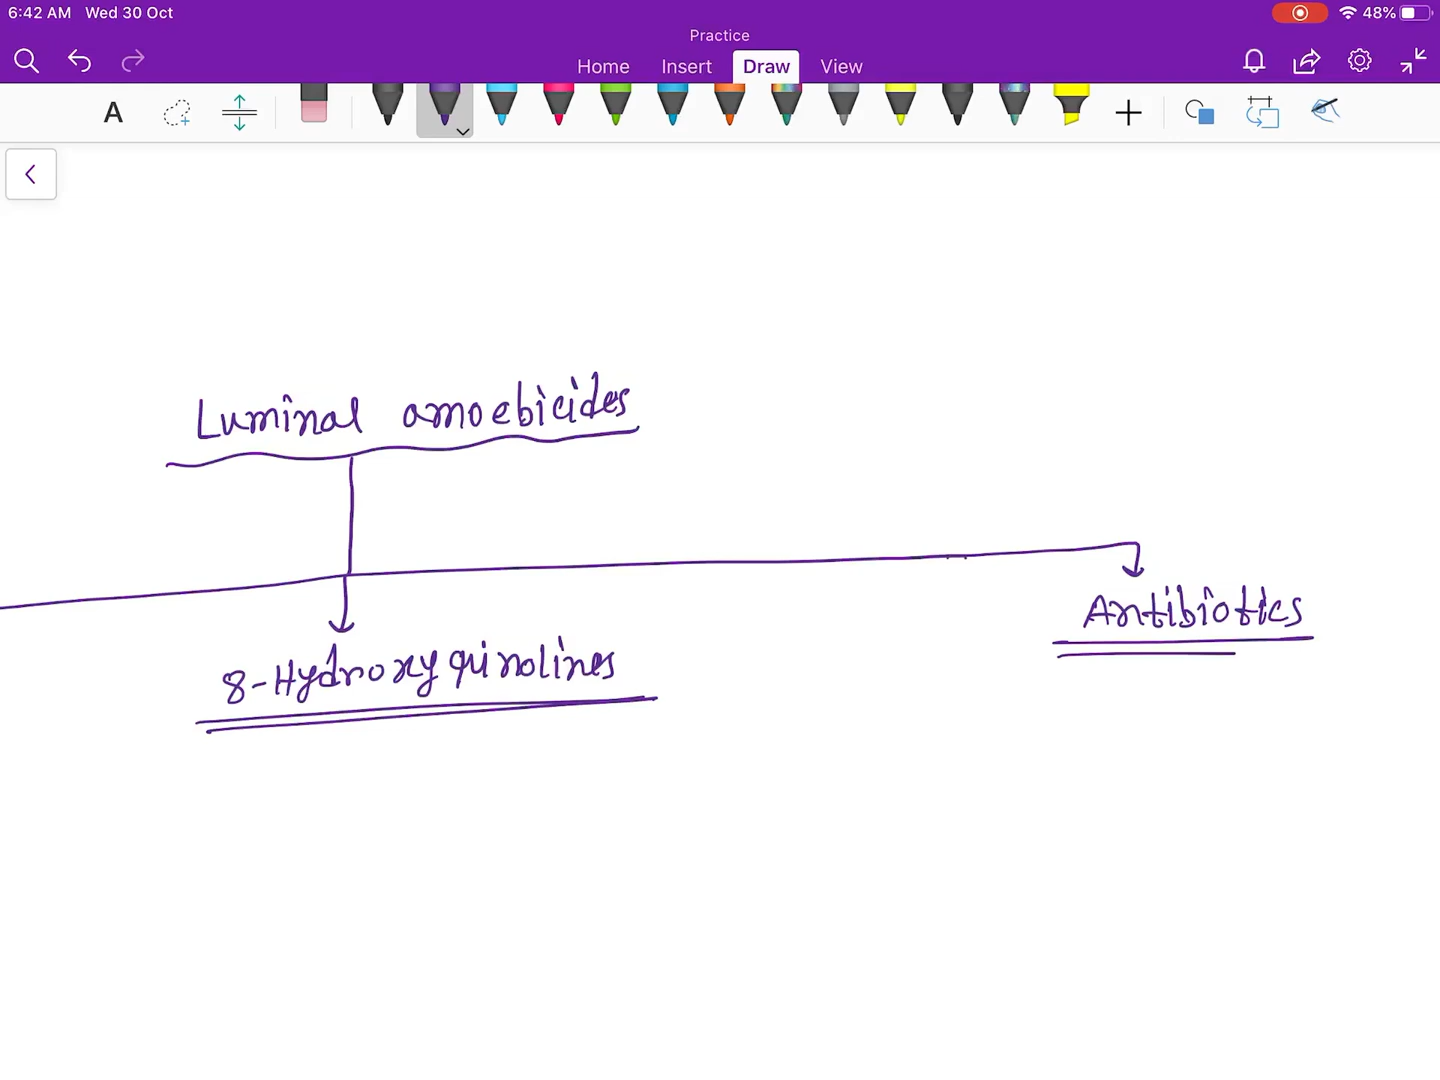 6:42 AM Wed 30 Oct
48%
Practice
Home Insert Draw View
A
Luminal amoebicides
Antibiotics
8-Hydroxyquinolines